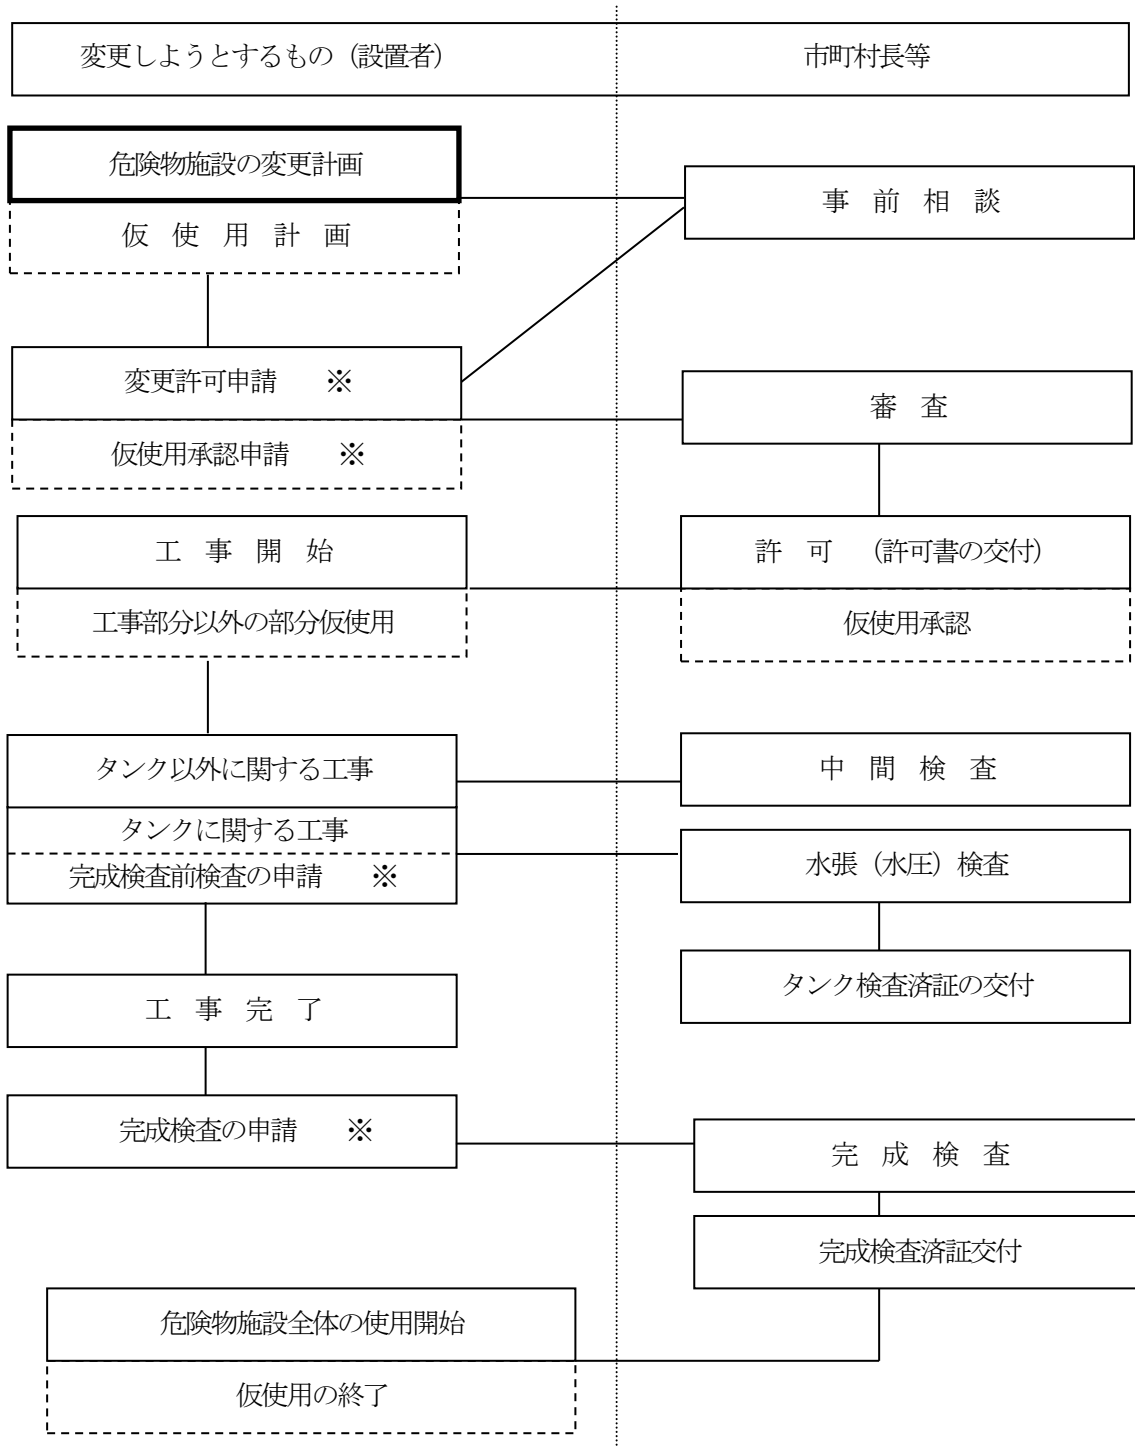 変更しようとするもの（設置者） 市町村長等
危険物施設の変更計画
事 前 相 談
仮 使 用 計 画
変更許可申請 ※
審 査
仮使用承認申請 ※
工 事 開 始
許 可 （許可書の交付）
工事部分以外の部分仮使用
仮使用承認
タンク以外に関する工事
中 間 検 査
タンクに関する工事
水張（水圧）検査
完成検査前検査の申請 ※
タンク検査済証の交付
工 事 完 了
完成検査の申請 ※
完 成 検 査
完成検査済証交付
危険物施設全体の使用開始
仮使用の終了